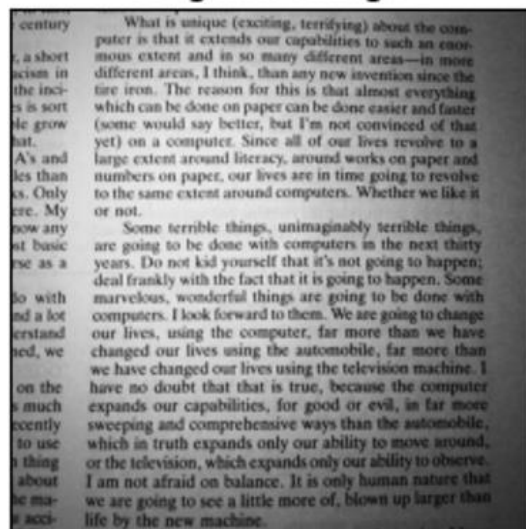 century
, a short
acism in
the inci-
s is sort
le grow
hat.
A's and
les than
ks. Only
ere. My
now any
st basic
rse as a
do with
nd a lot
erstand
ned, we
on the
s much
ecently
to use
thing
about
he ma-
acci-
What is unique (exciting, terrifying) about the com-
puter is that it extends our capabilities to such an enor-
mous extent and in so many different areas—in more
different areas, I think, than any new invention since the
tire iron. The reason for this is that almost everything
which can be done on paper can be done easier and faster
(some would say better, but I'm not convinced of that
yet) on a computer. Since all of our lives revolve to a
large extent around literacy, around works on paper and
numbers on paper, our lives are in time going to revolve
to the same extent around computers. Whether we like it
or not.
Some terrible things, unimaginably terrible things,
are going to be done with computers in the next thirty
years. Do not kid yourself that it's not going to happen;
deal frankly with the fact that it is going to happen. Some
marvelous, wonderful things are going to be done with
computers. I look forward to them. We are going to change
our lives, using the computer, far more than we have
changed our lives using the automobile, far more than
we have changed our lives using the television machine. I
have no doubt that that is true, because the computer
expands our capabilities, for good or evil, in far more
sweeping and comprehensive ways than the automobile,
which in truth expands only our ability to move around,
or the television, which expands only our ability to observe.
I am not afraid on balance. It is only human nature that
we are going to see a little more of, blown up larger than
life by the new machine.